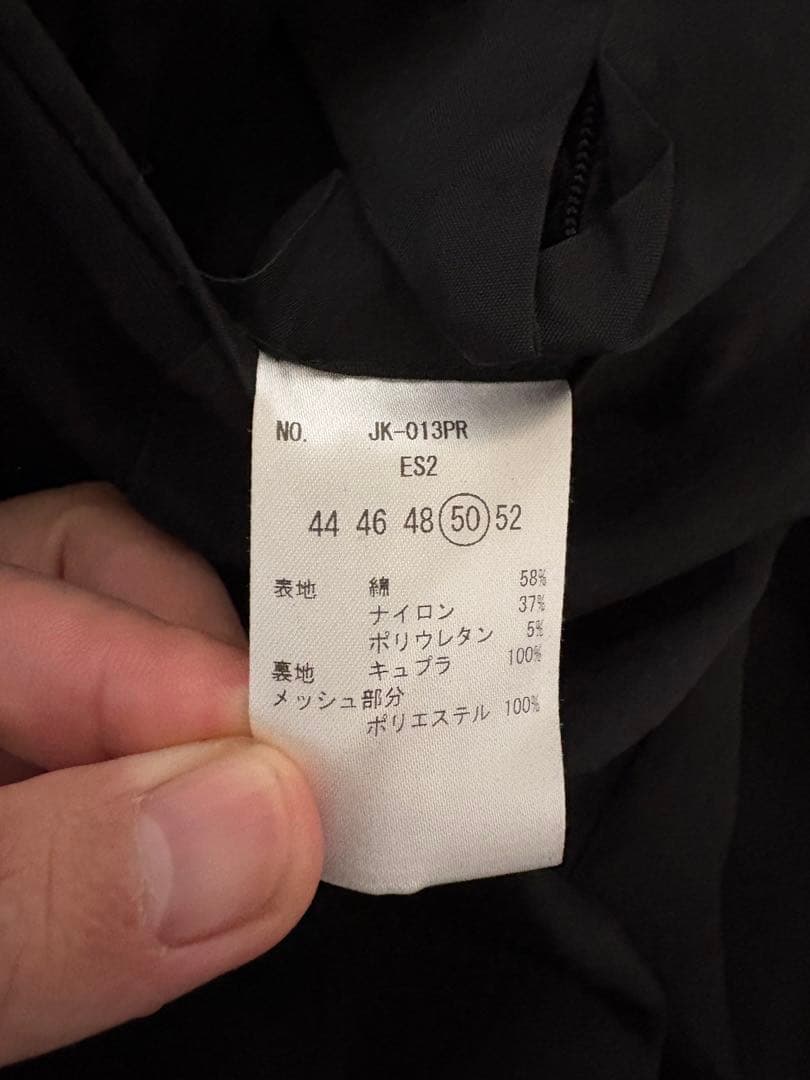 NO. JK-013PR
ES2
44 46 48 50 52
表地 綿 58%
ナイロン 37%
ポリウレタン 5%
裏地 キュプラ 100%
メッシュ部分
ポリエステル 100%